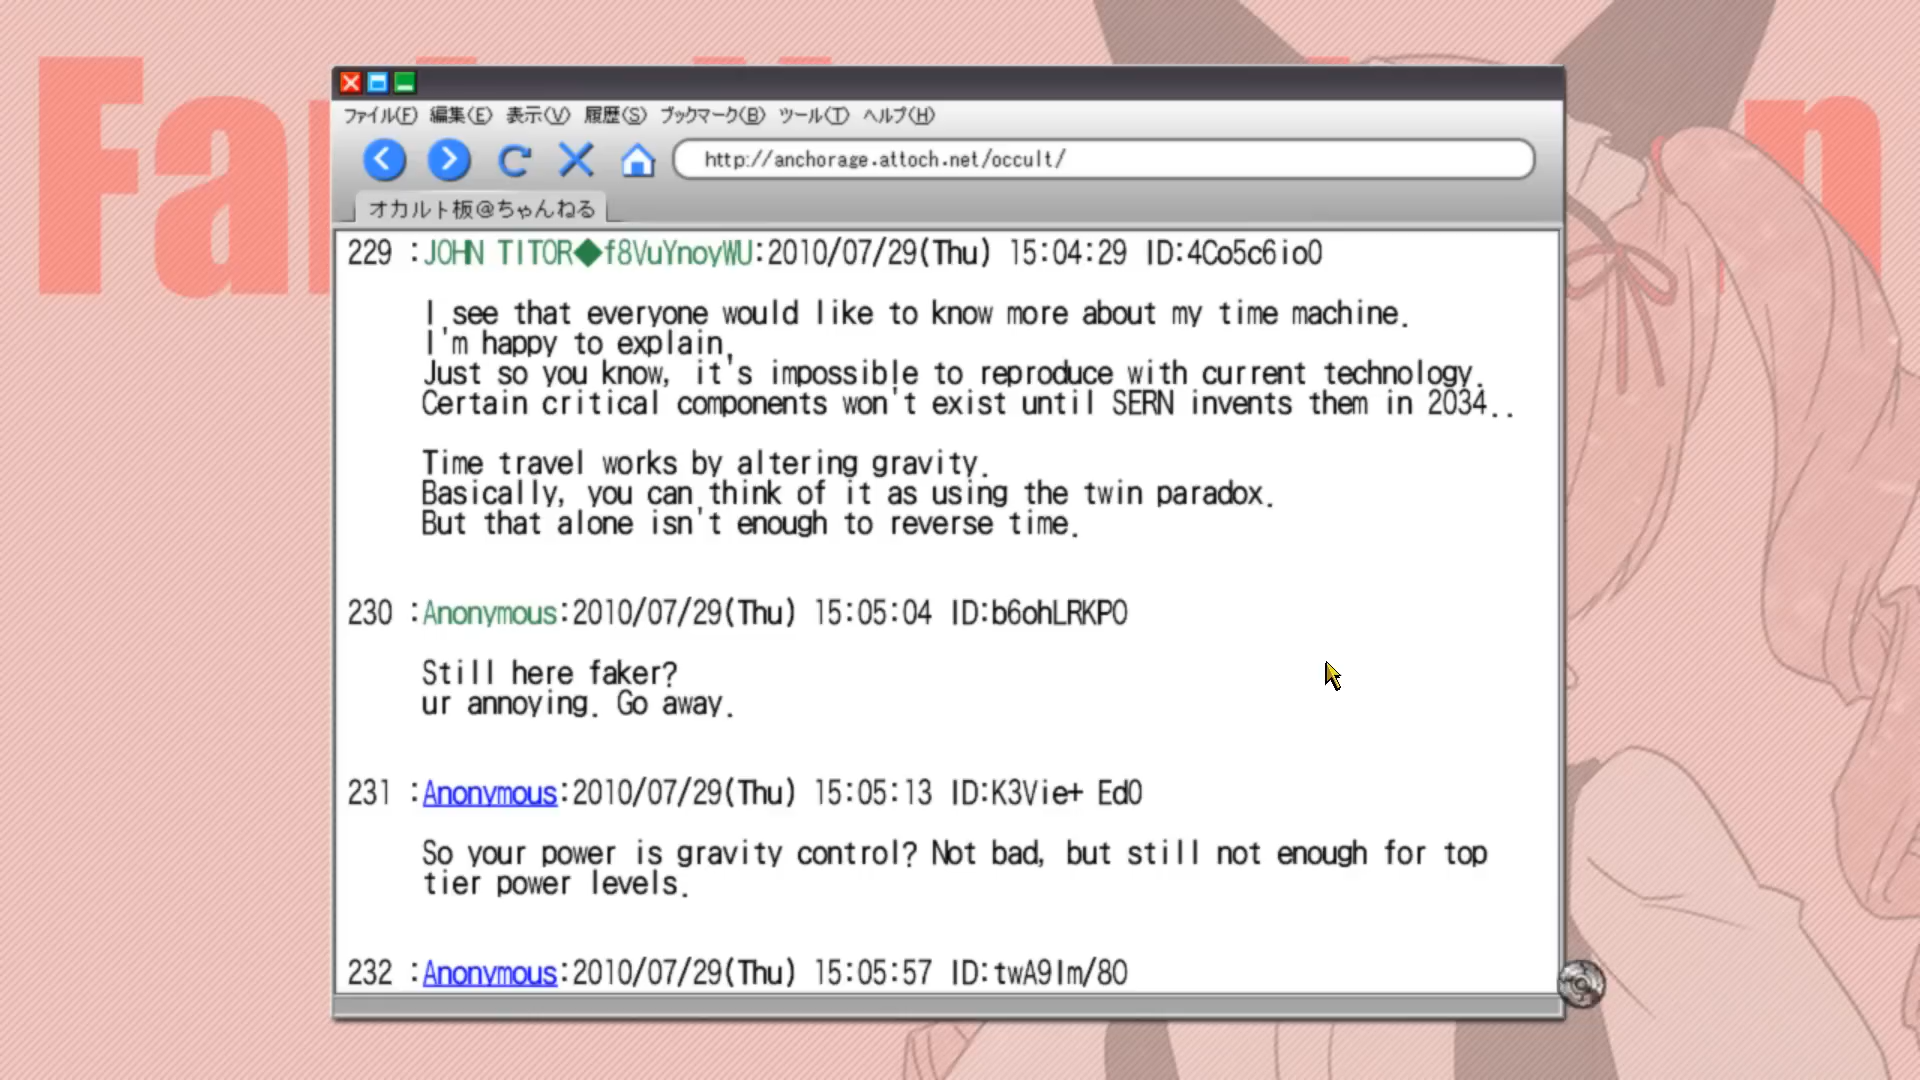 ファイル(F) 編集(E) 表示(V) 履歴(S) ブックマーク(B) ツール(T) ヘルプ(H)
http://anchorage.attoch.net/occult/
オカルト板@ちゃんねる
229 :JOHN TITOR◆f8VuYnoyWU:2010/07/29(Thu) 15:04:29 ID:4Co5c6io0
I see that everyone would like to know more about my time machine.
I'm happy to explain.
Just so you know, it's impossible to reproduce with current technology.
Certain critical components won't exist until SERN invents them in 2034..
Time travel works by altering gravity.
Basically, you can think of it as using the twin paradox.
But that alone isn't enough to reverse time.
230 :Anonymous:2010/07/29(Thu) 15:05:04 ID:b6ohLRKP0
Still here faker?
ur annoying. Go away.
231 :Anonymous:2010/07/29(Thu) 15:05:13 ID:K3Vie+ Ed0
So your power is gravity control? Not bad, but still not enough for top
tier power levels.
232 :Anonymous:2010/07/29(Thu) 15:05:57 ID:twA9Im/80